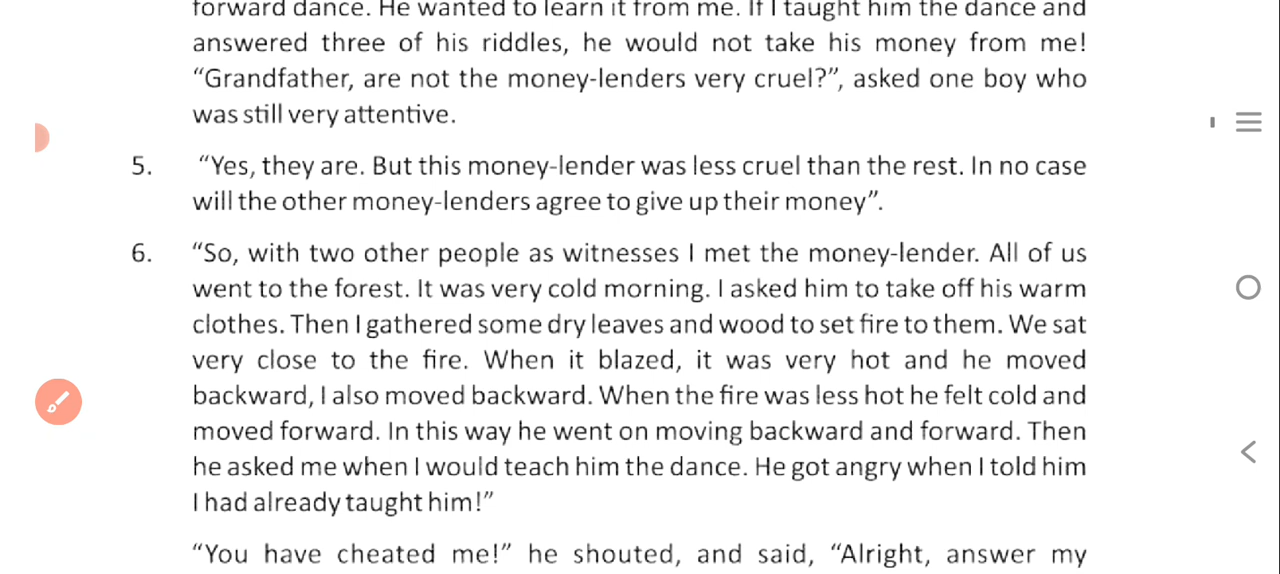 forward dance. He wanted to learn it from me. If I taught him the dance and
answered three of his riddles, he would not take his money from me!
“Grandfather, are not the money-lenders very cruel?”, asked one boy who
was still very attentive.
5. “Yes, they are. But this money-lender was less cruel than the rest. In no case
will the other money-lenders agree to give up their money”.
6. “So, with two other people as witnesses I met the money-lender. All of us
went to the forest. It was very cold morning. I asked him to take off his warm
clothes. Then I gathered some dry leaves and wood to set fire to them. We sat
very close to the fire. When it blazed, it was very hot and he moved
backward, I also moved backward. When the fire was less hot he felt cold and
moved forward. In this way he went on moving backward and forward. Then
he asked me when I would teach him the dance. He got angry when I told him
I had already taught him!”
“You have cheated me!” he shouted, and said, “Alright, answer my